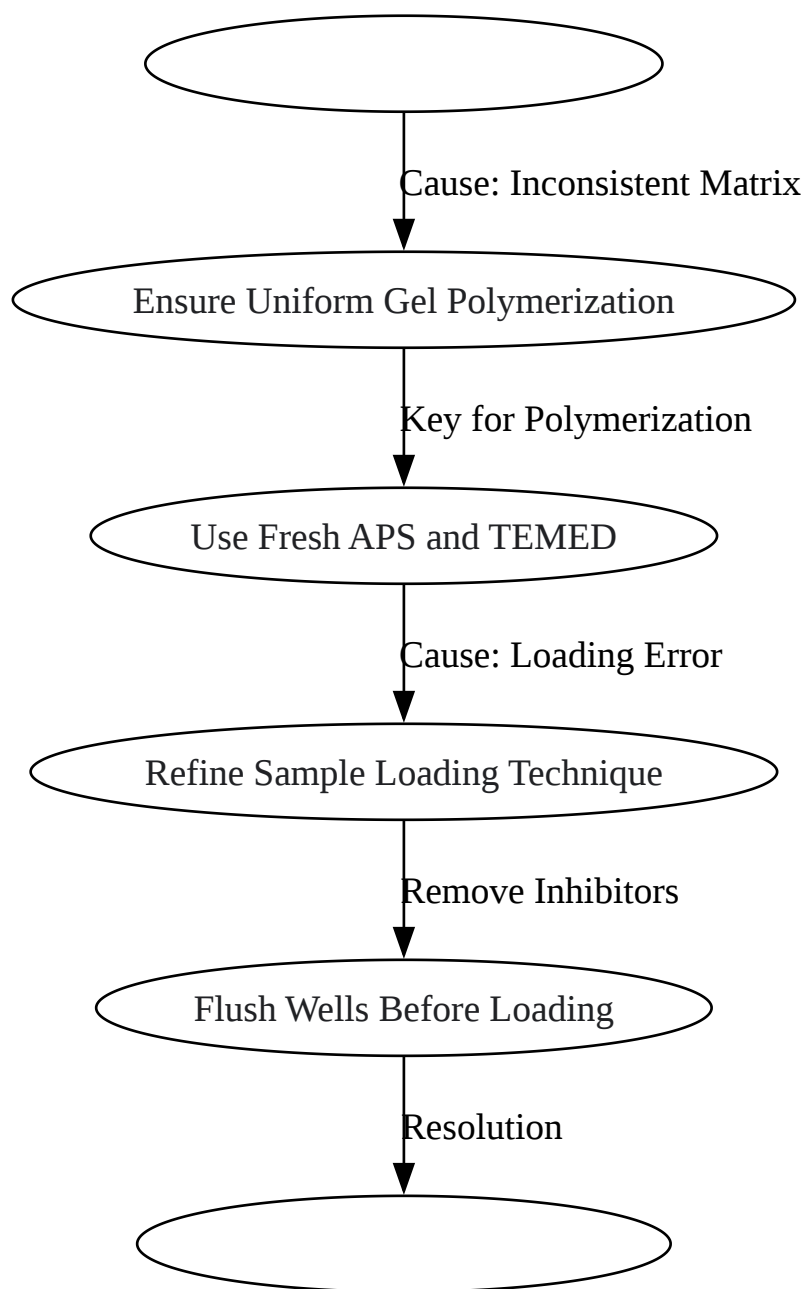 Cause: Inconsistent Matrix
Ensure Uniform Gel Polymerization
Key for Polymerization
Use Fresh APS and TEMED
Cause: Loading Error
Refine Sample Loading Technique
Remove Inhibitors
Flush Wells Before Loading
Resolution